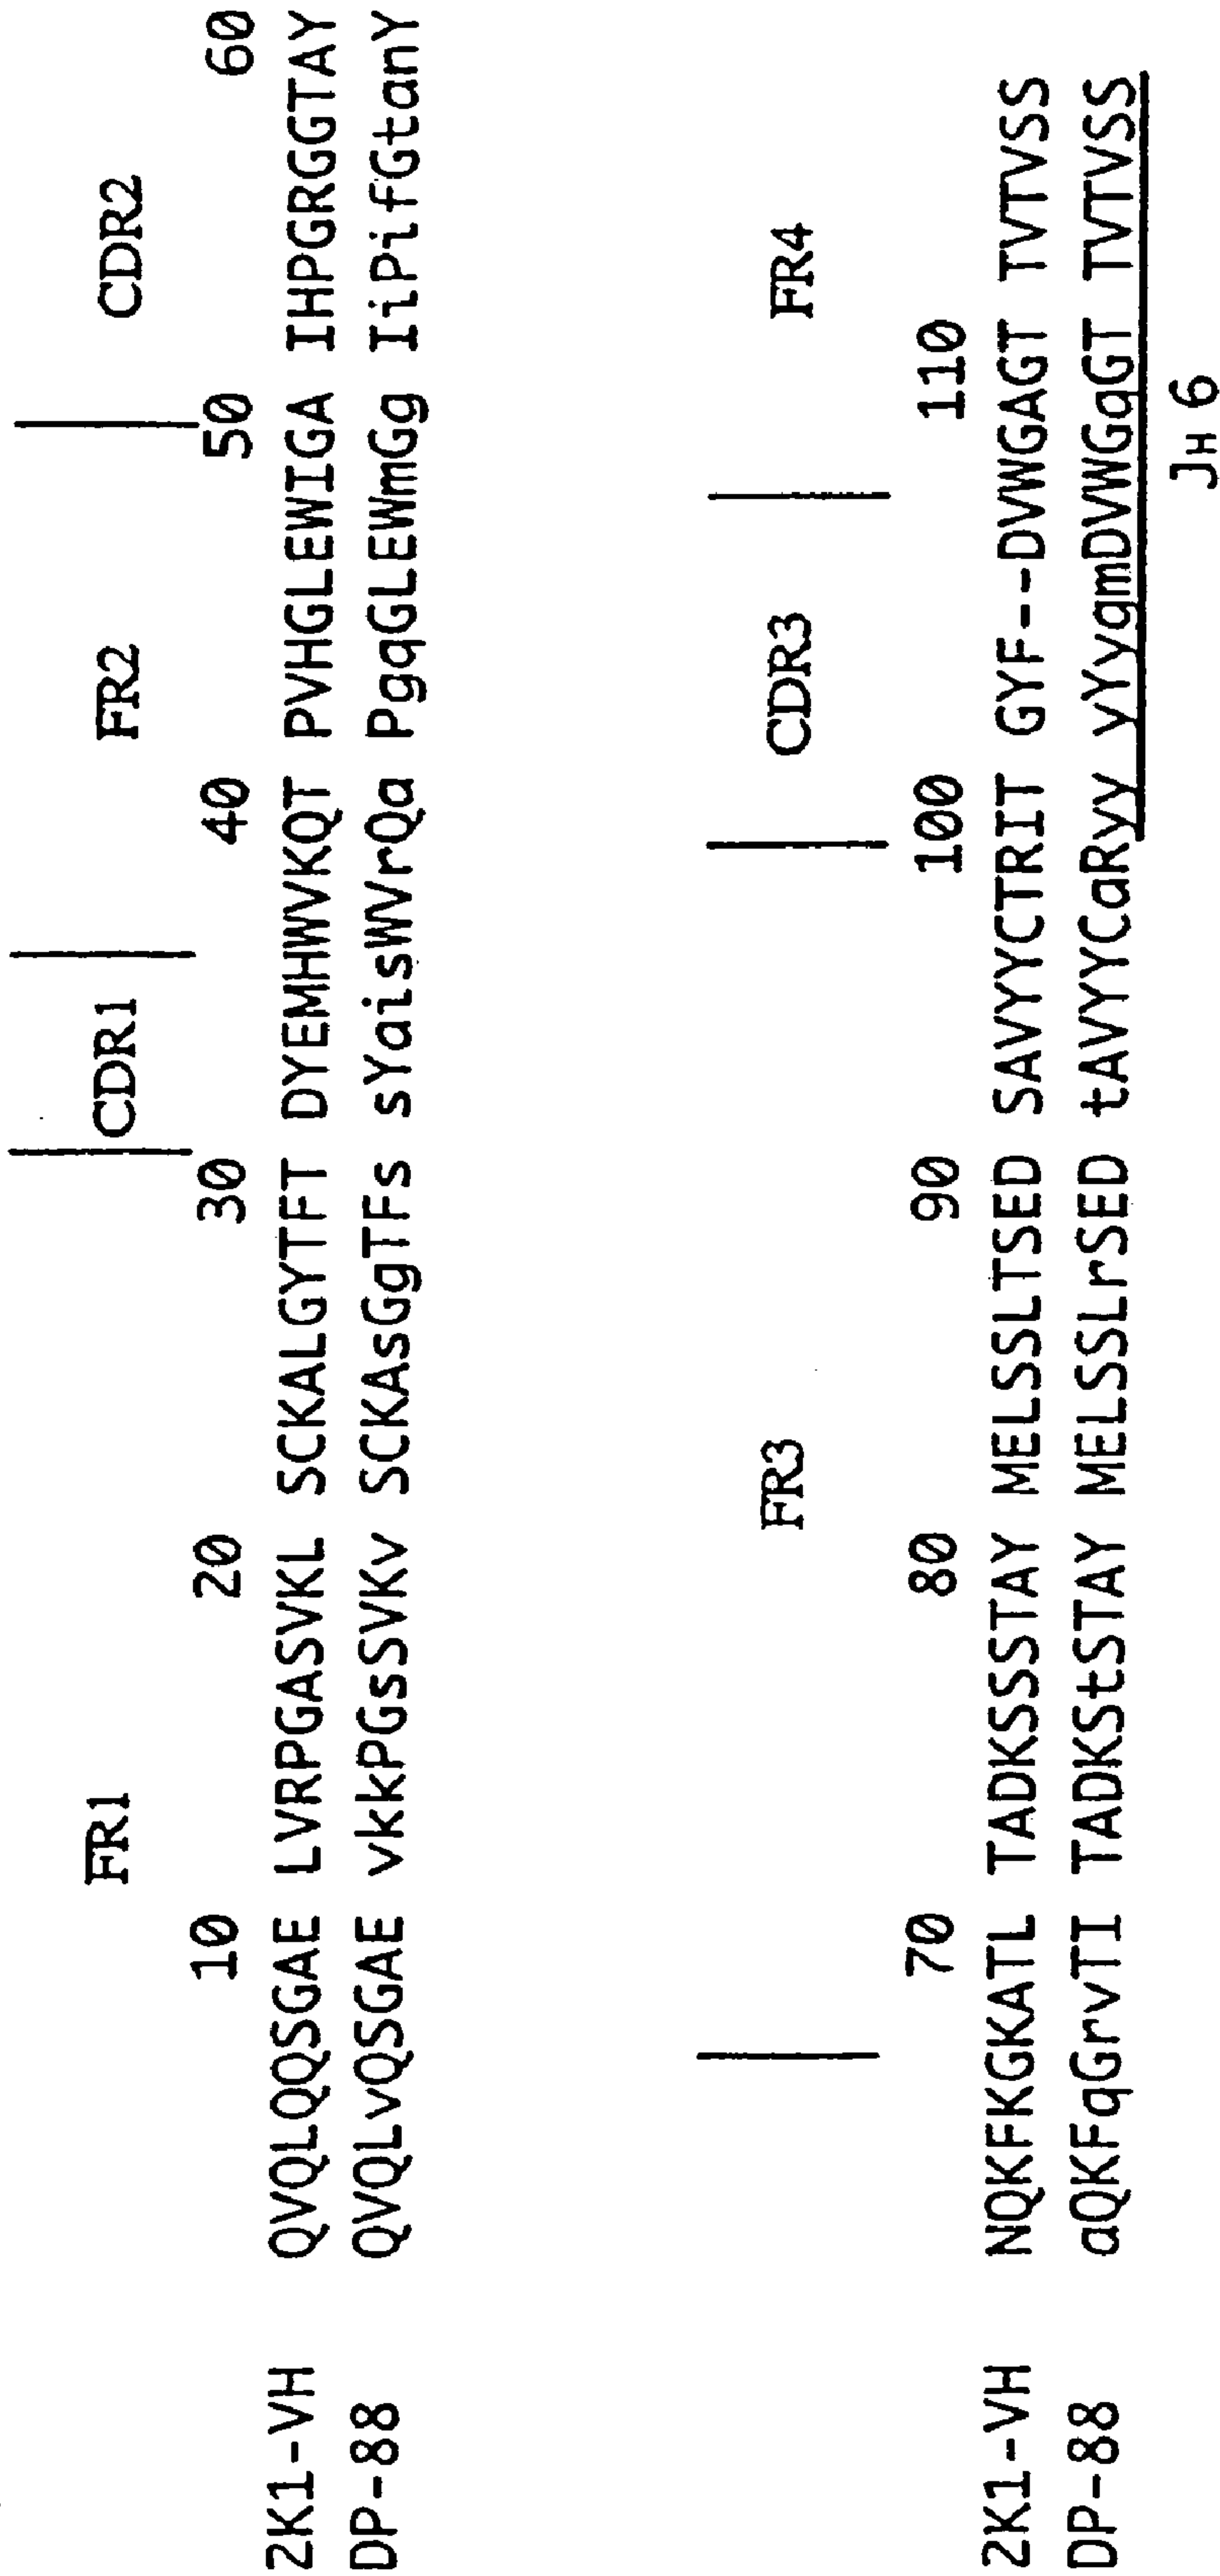 FR1 CDR1 FR2 CDR2
10 20 30 40 50 60
2K1-VH QVQLQQSGAE LVRPGASVKL SCKALGYTFT DYEMHWVKQT PVHGLEWIGA IHPGRGGTAY
DP-88 QVQLvQSGAE vkkPGsSVKv SCKAsGgTFs sYaisWVrQa PgqGLEWmGg IiPifGtanY
FR3 CDR3 FR4
70 80 90 100 110
2K1-VH NQKFKGKATL TADKSSSTAY MELSSLTSED SAVYYCTRIT GYF--DVWGAGT TVTVSS
DP-88 aQKFqGrvTI TADKStSTAY MELSSLrSED tAVYYCaRyy yYygmDVWGqGT TVTVSS
JH 6